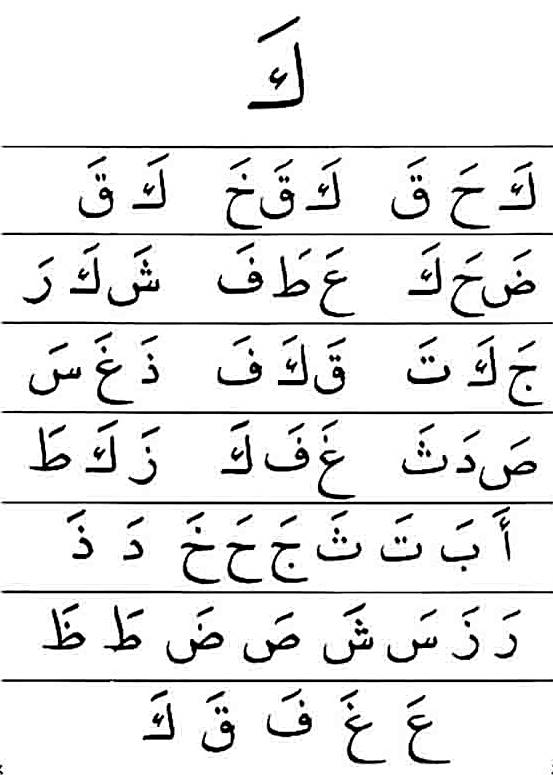 كَ
كَ حَ قَ كَ قَ خَ كَ قَ
ضَ حَ كَ عَ طَ فَ شَ كَ رَ
جَ كَ تَ قَ كَ فَ ذَ غَ سَ
صَ دَ ثَ غَ فَ كَ زَ كَ طَ
أَ بَ تَ ثَ جَ حَ خَ دَ ذَ
رَ زَ سَ شَ صَ ضَ طَ ظَ
عَ غَ فَ قَ كَ